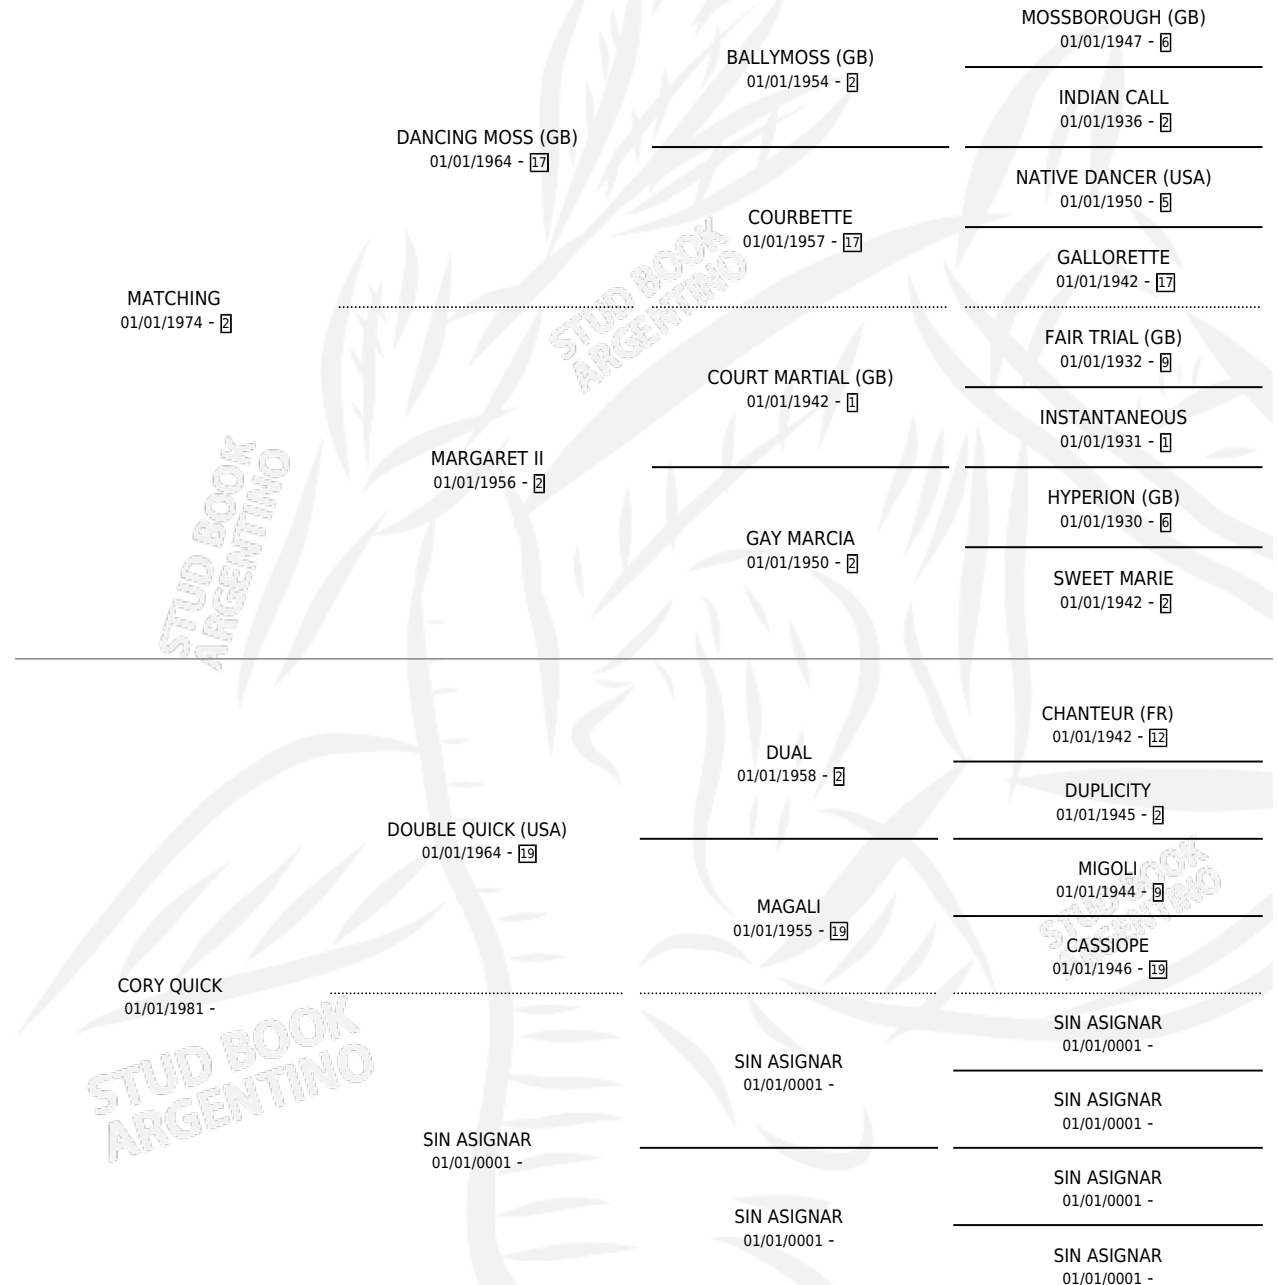 MOSSBOROUGH (GB)
01/01/1947 - 6
BALLYMOSS (GB)
01/01/1954 - 2
INDIAN CALL
01/01/1936 - 2
DANCING MOSS (GB)
01/01/1964 - 17
NATIVE DANCER (USA)
01/01/1950 - 5
COURBETTE
01/01/1957 - 17
GALLORETTE
01/01/1942 - 17
MATCHING
01/01/1974 - 2
FAIR TRIAL (GB)
01/01/1932 - 9
COURT MARTIAL (GB)
01/01/1942 - 1
INSTANTANEOUS
01/01/1931 - 1
MARGARET II
01/01/1956 - 2
HYPERION (GB)
01/01/1930 - 6
GAY MARCIA
01/01/1950 - 2
SWEET MARIE
01/01/1942 - 2
CHANTEUR (FR)
01/01/1942 - 12
DUAL
01/01/1958 - 2
DUPLICITY
01/01/1945 - 2
DOUBLE QUICK (USA)
01/01/1964 - 19
MIGOLI
01/01/1944 - 9
MAGALI
01/01/1955 - 19
CASSIOPE
01/01/1946 - 19
CORY QUICK
01/01/1981 -
SIN ASIGNAR
01/01/0001 -
SIN ASIGNAR
01/01/0001 -
SIN ASIGNAR
01/01/0001 -
SIN ASIGNAR
01/01/0001 -
SIN ASIGNAR
01/01/0001 -
SIN ASIGNAR
01/01/0001 -
SIN ASIGNAR
01/01/0001 -
STUD BOOK
ARGENTINO
STUD BOOK
ARGENTINO
STUD BOOK
ARGENTINO
STUD BOOK
ARGENTINO